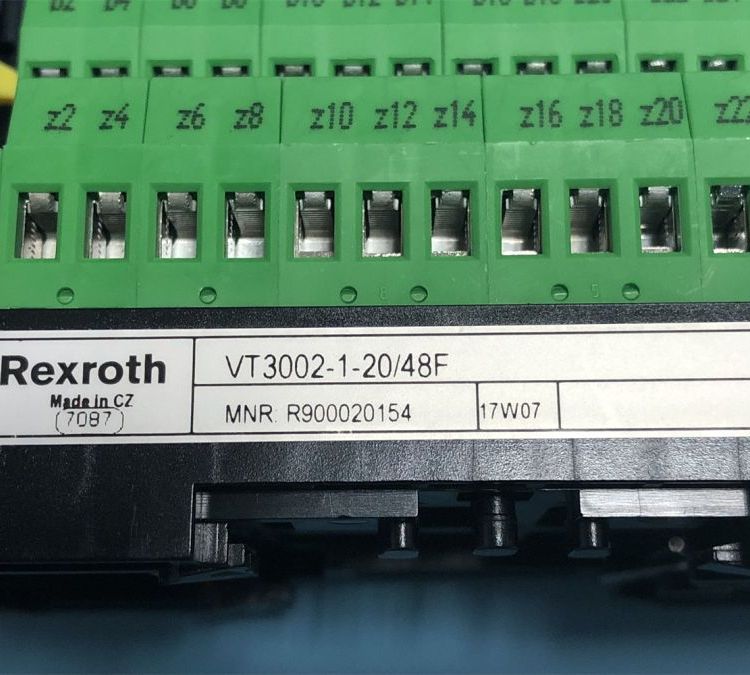 z2 z4 z6 z8 z10 z12 z14 z16 z18 z20 z22
Rexroth
Made in CZ
(7087)
VT3002-1-20/48F
MNR: R900020154
17W07